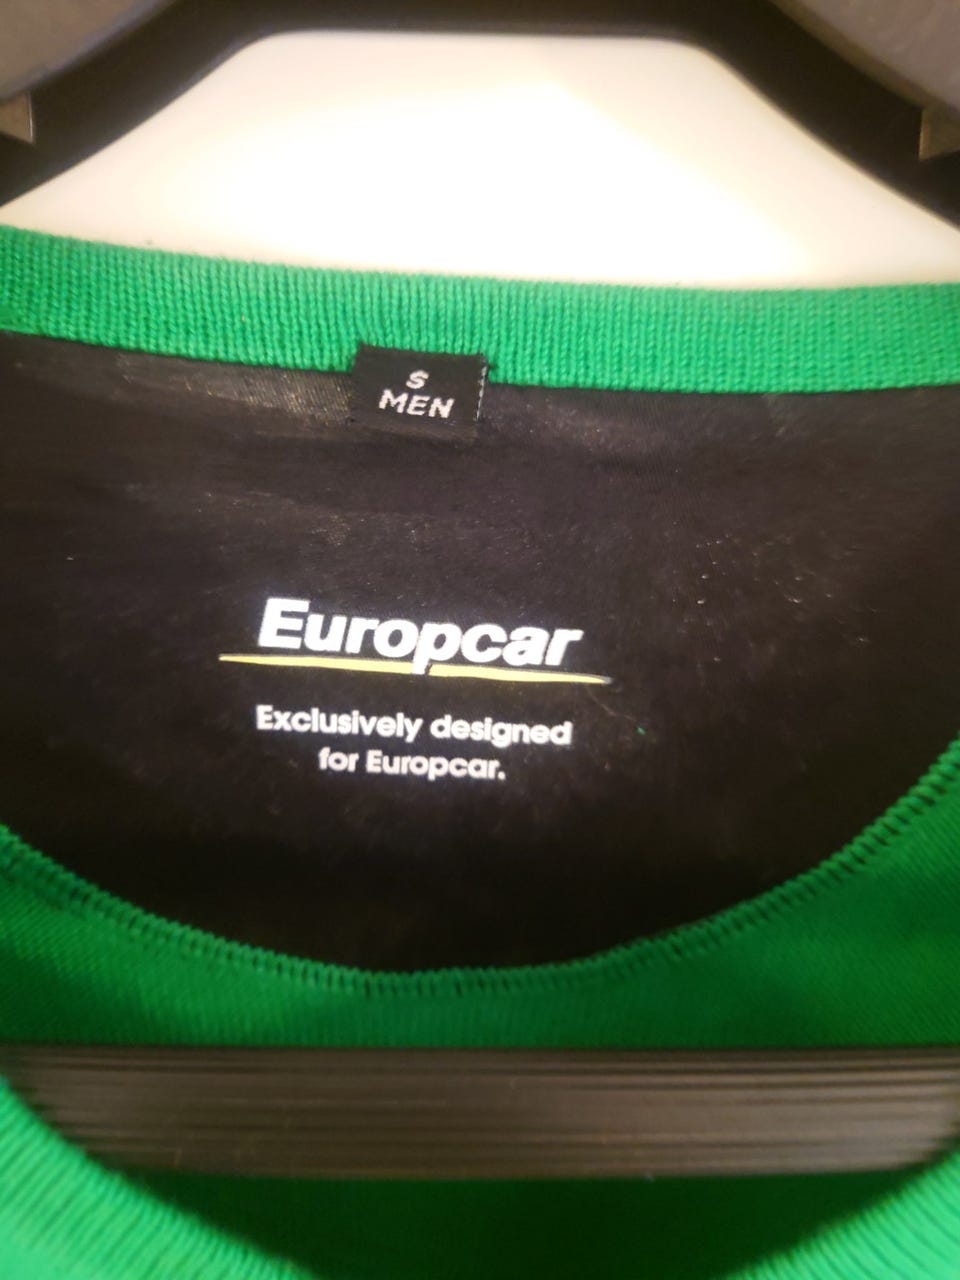 S
MEN
Europcar
Exclusively designed
for Europcar.